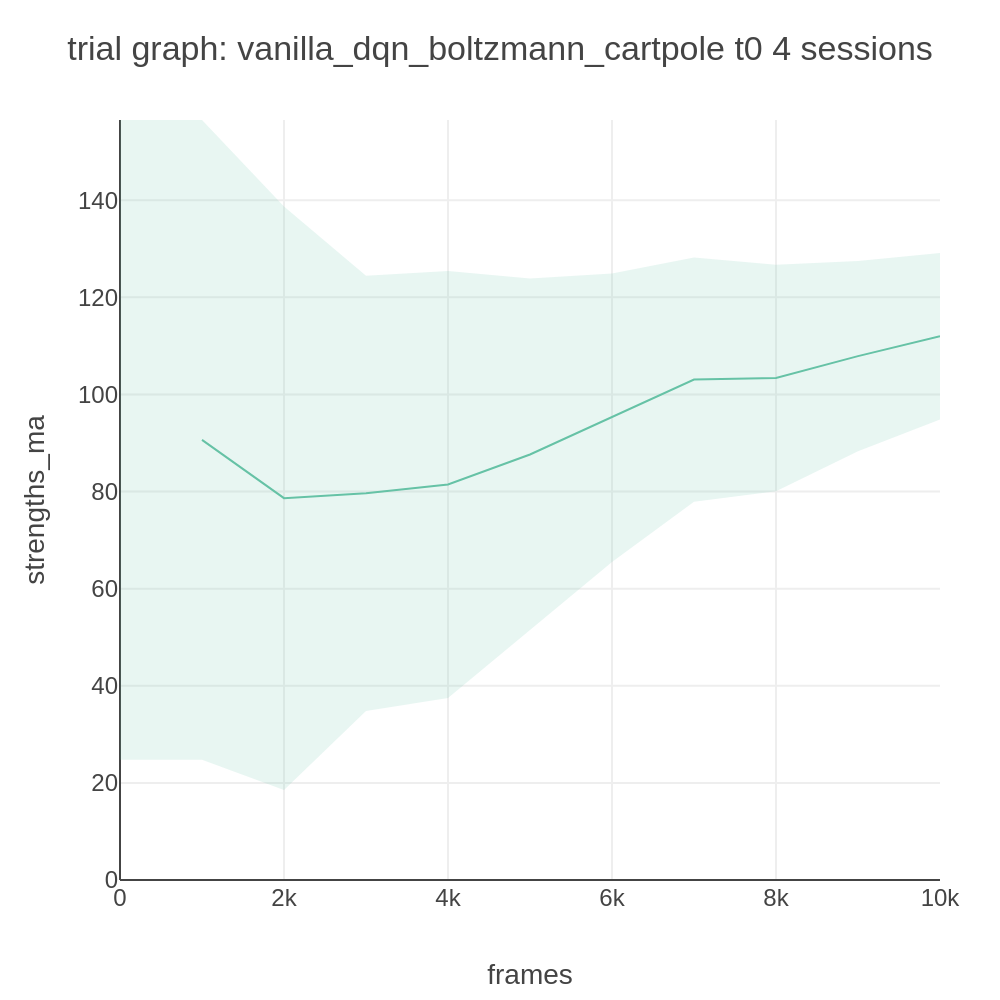 trial graph: vanilla_dqn_boltzmann_cartpole t0 4 sessions
strengths_ma
140
120
100
80
60
40
20
0
0 2k 4k 6k 8k 10k
frames